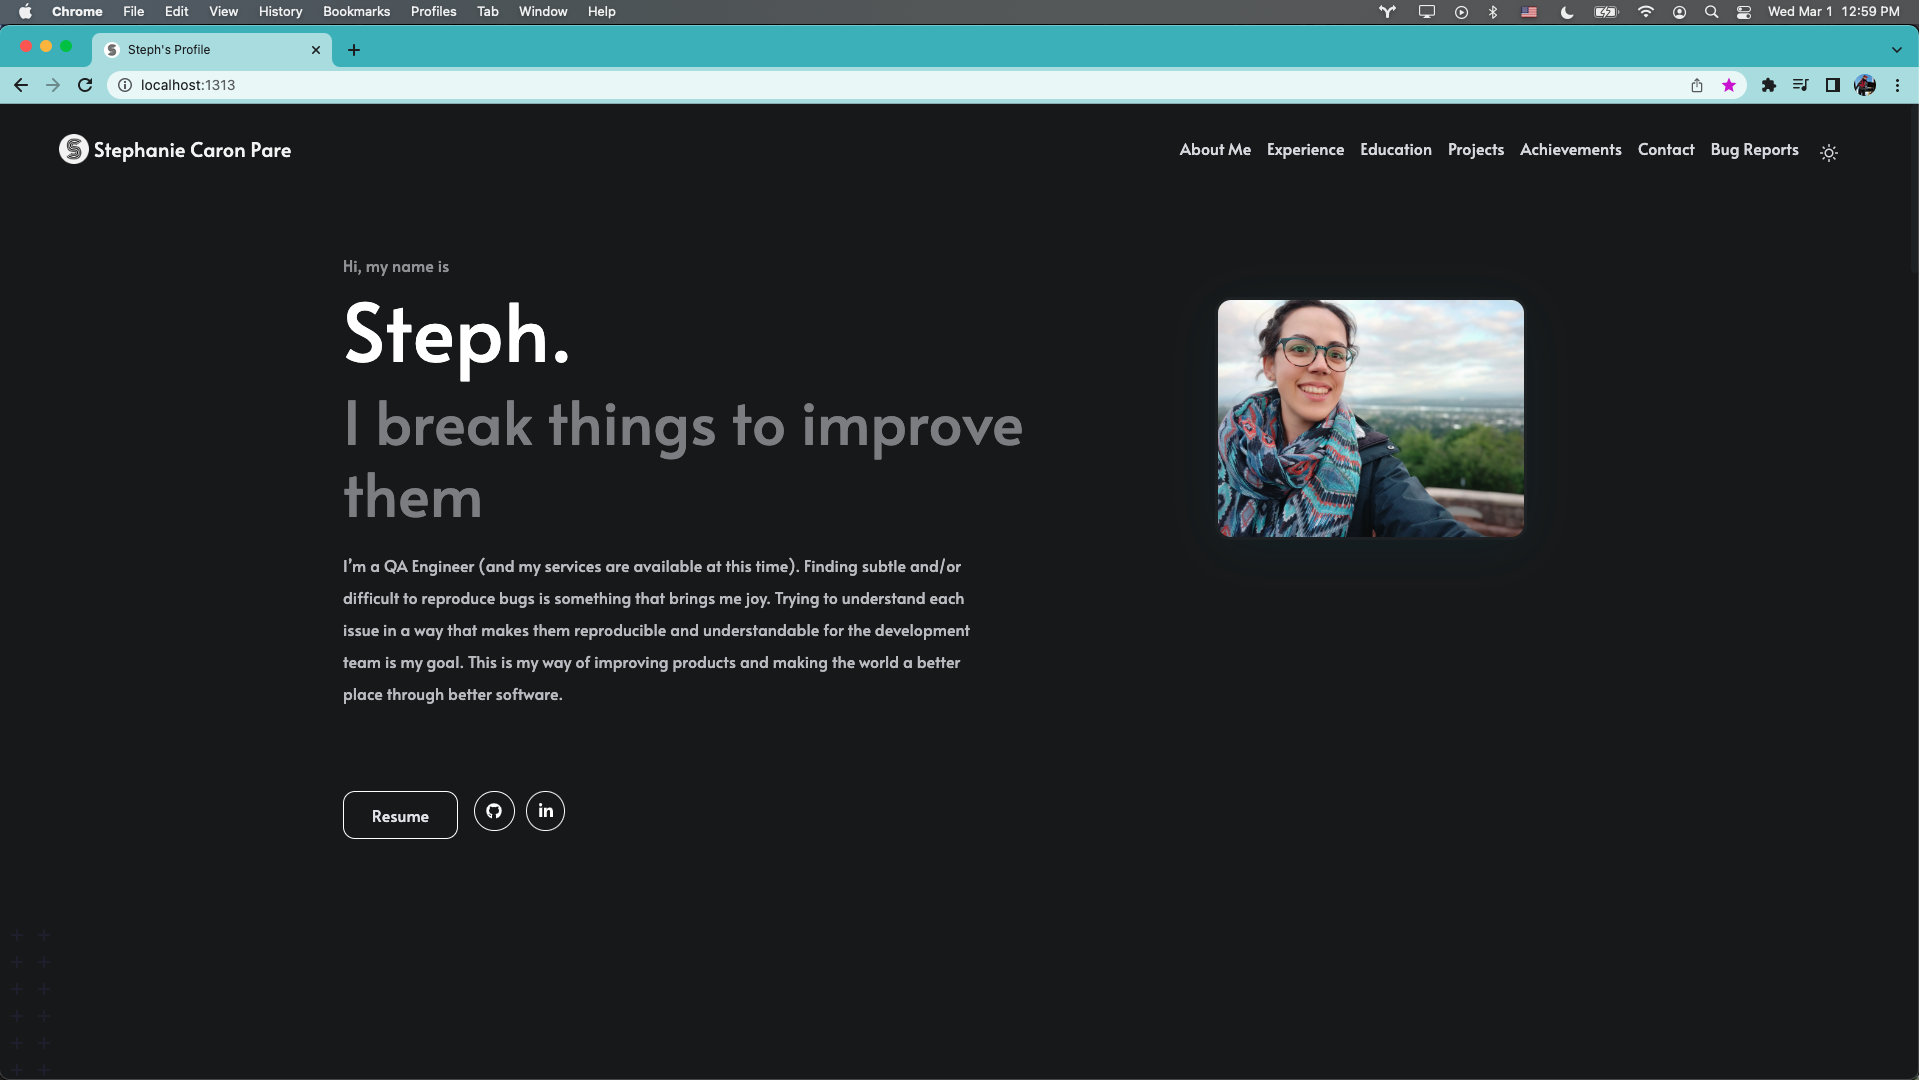 Chrome File Edit View History Bookmarks Profiles Tab Window Help Wed Mar 1 12:59 PM
Steph's Profile
localhost:1313
S Stephanie Caron Pare About Me Experience Education Projects Achievements Contact Bug Reports
Hi, my name is
Steph.
I break things to improve
them
I'm a QA Engineer (and my services are available at this time). Finding subtle and/or
difficult to reproduce bugs is something that brings me joy. Trying to understand each
issue in a way that makes them reproducible and understandable for the development
team is my goal. This is my way of improving products and making the world a better
place through better software.
Resume in